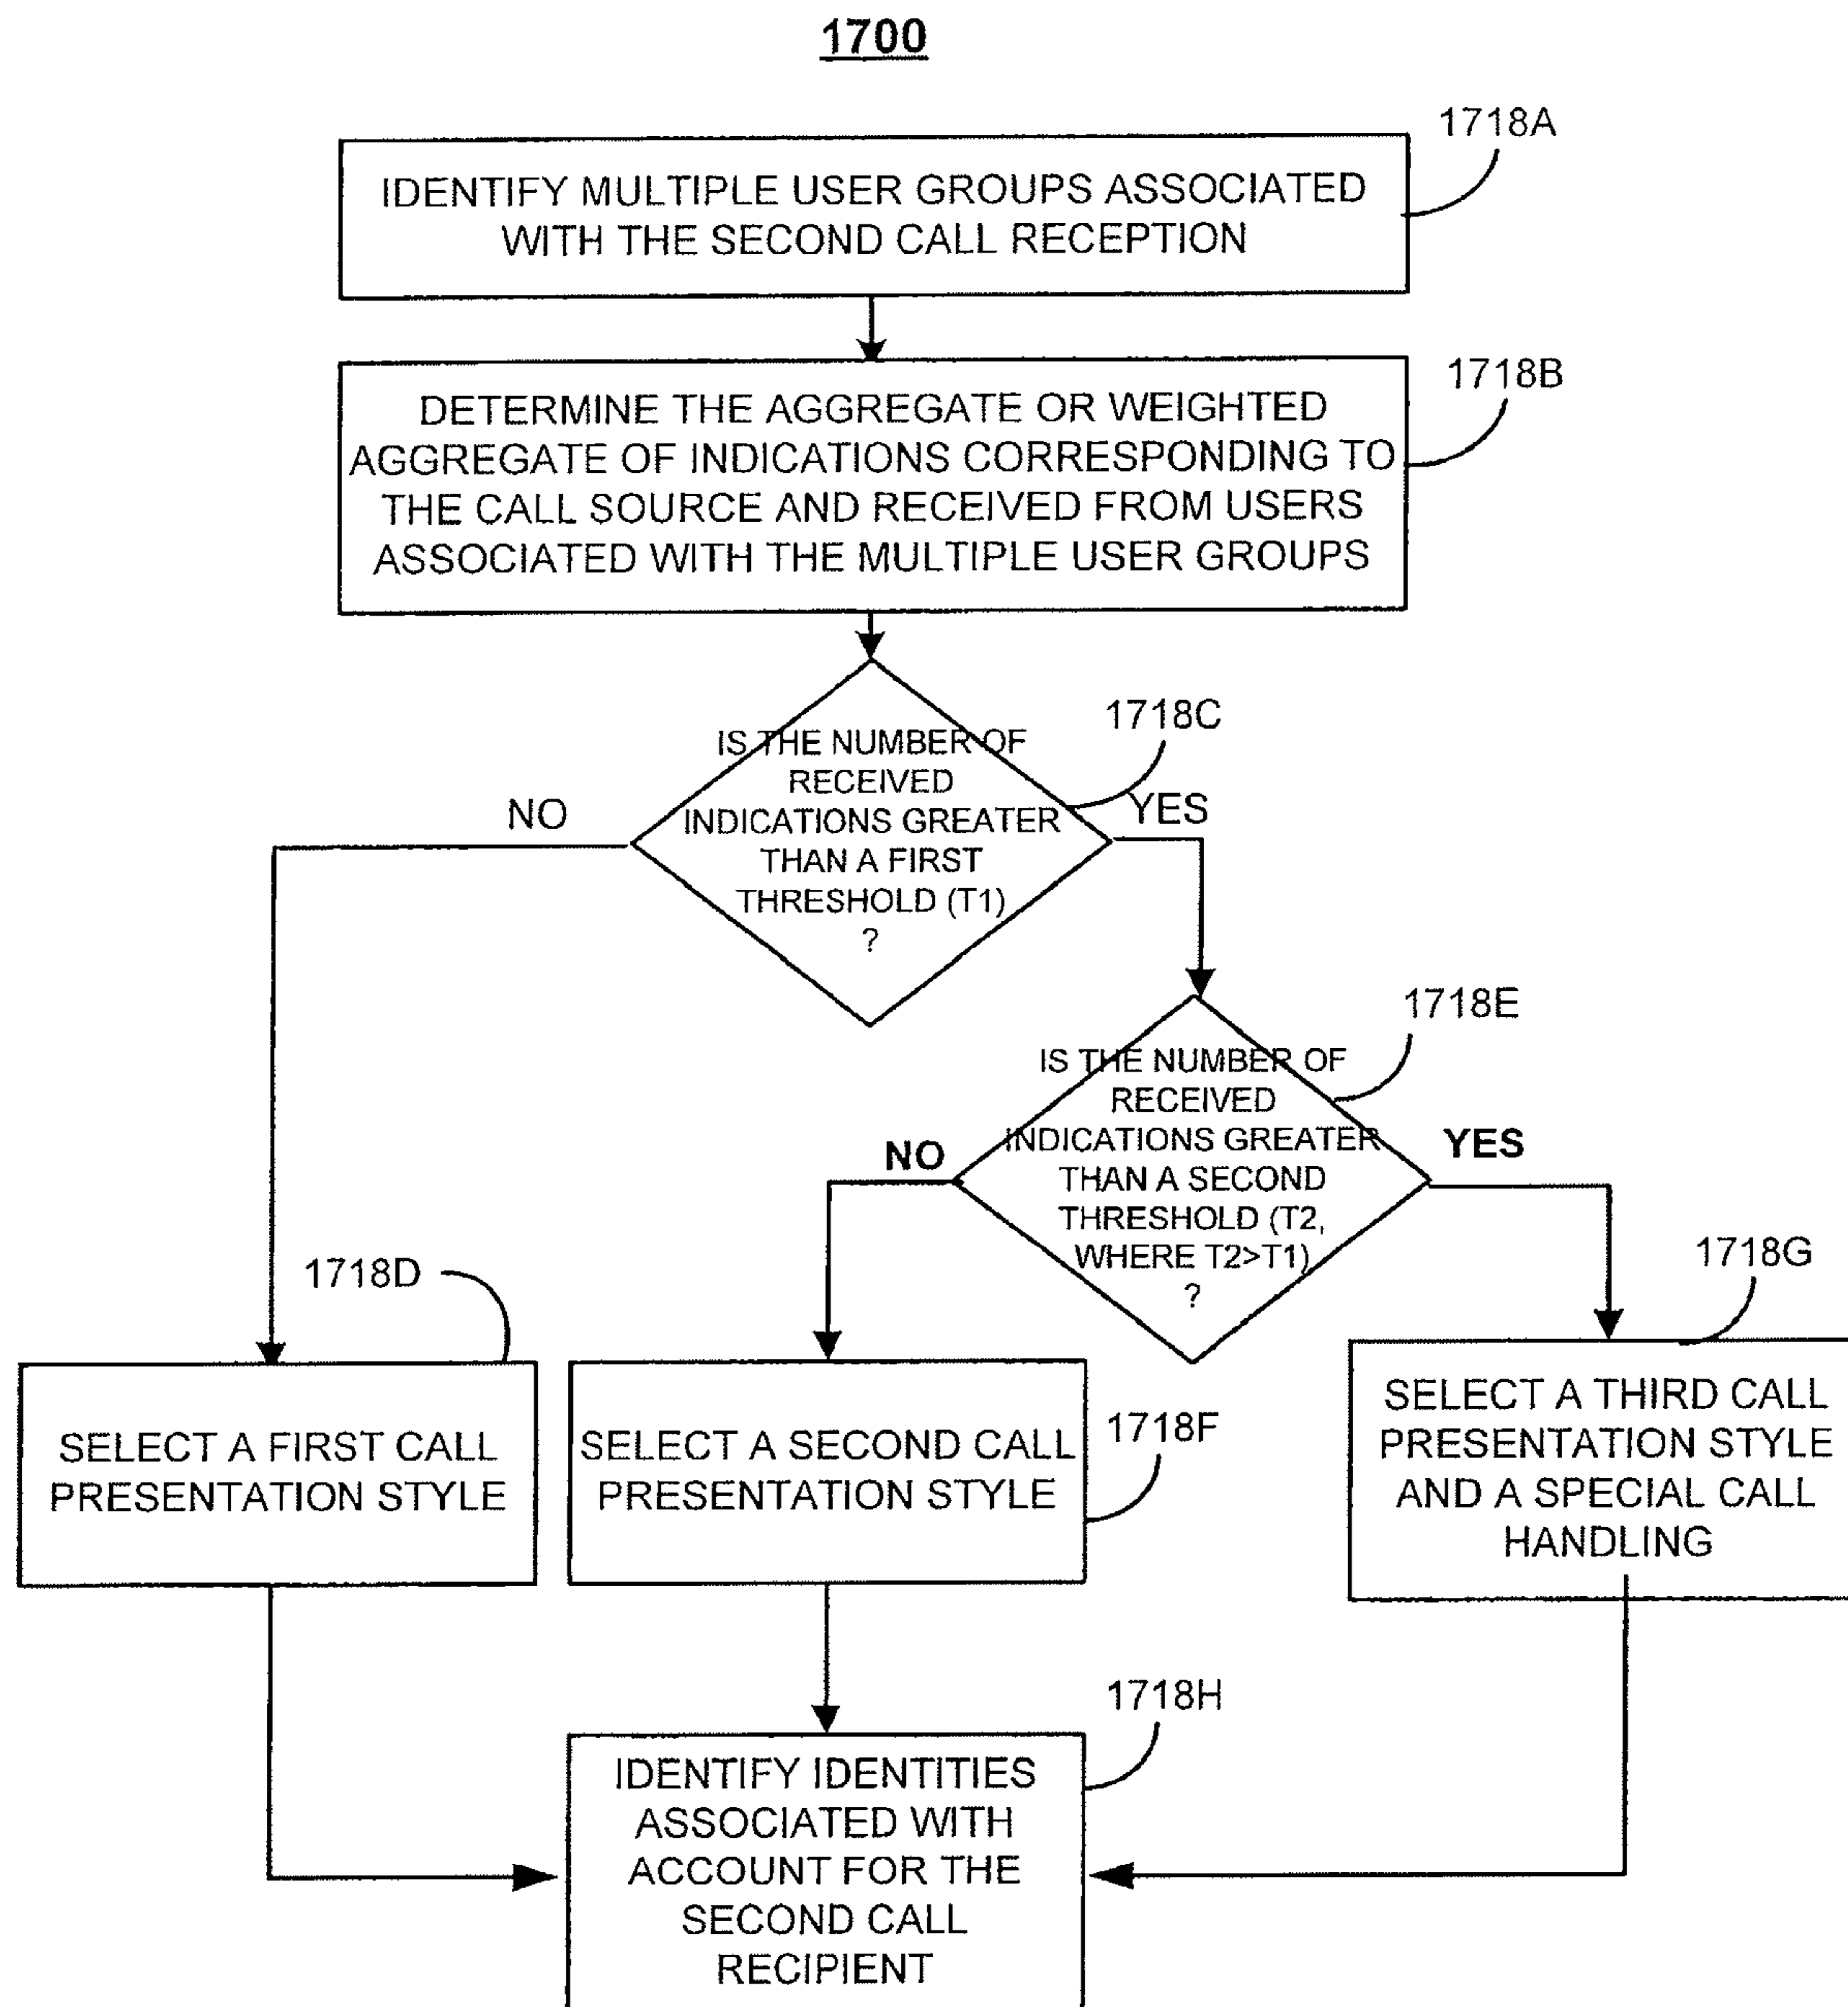 1700
1718A
IDENTIFY MULTIPLE USER GROUPS ASSOCIATED
WITH THE SECOND CALL RECEPTION
1718B
DETERMINE THE AGGREGATE OR WEIGHTED
AGGREGATE OF INDICATIONS CORRESPONDING TO
THE CALL SOURCE AND RECEIVED FROM USERS
ASSOCIATED WITH THE MULTIPLE USER GROUPS
1718C
IS THE NUMBER OF
RECEIVED
INDICATIONS GREATER
THAN A FIRST
THRESHOLD (T1)
?
NO
YES
1718E
IS THE NUMBER OF
RECEIVED
INDICATIONS GREATER
THAN A SECOND
THRESHOLD (T2,
WHERE T2>T1)
?
NO
YES
1718D
SELECT A FIRST CALL
PRESENTATION STYLE
1718F
SELECT A SECOND CALL
PRESENTATION STYLE
1718G
SELECT A THIRD CALL
PRESENTATION STYLE
AND A SPECIAL CALL
HANDLING
1718H
IDENTIFY IDENTITIES
ASSOCIATED WITH
ACCOUNT FOR THE
SECOND CALL
RECIPIENT